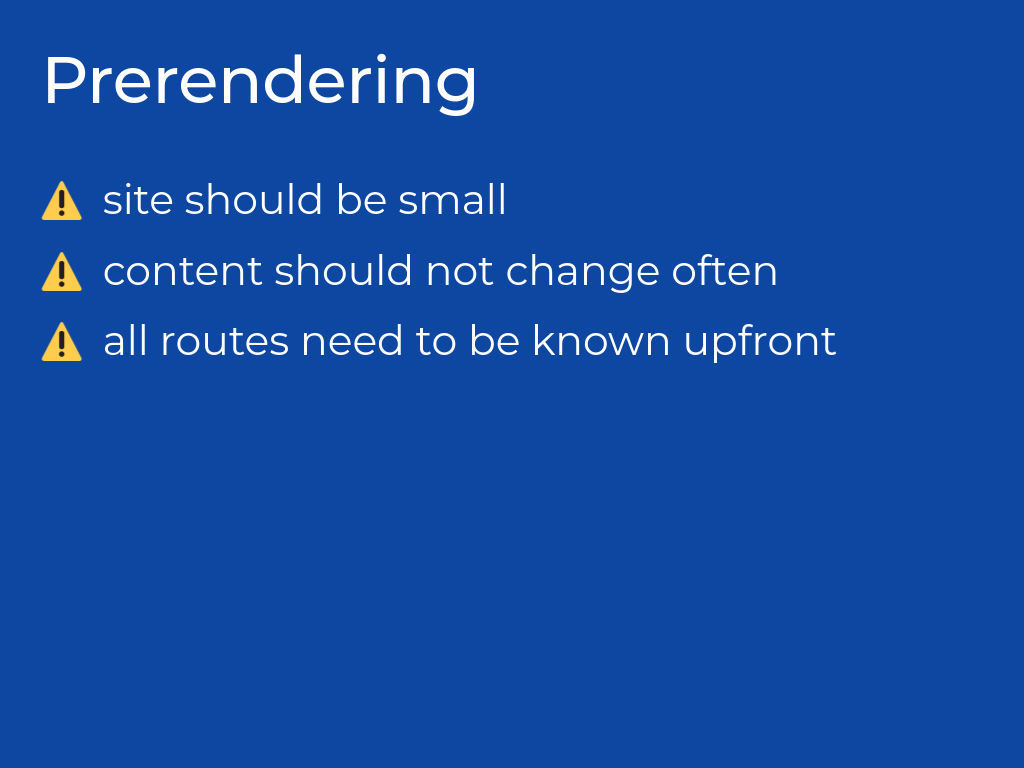 Prerendering
⚠️ site should be small
⚠️ content should not change often
⚠️ all routes need to be known upfront